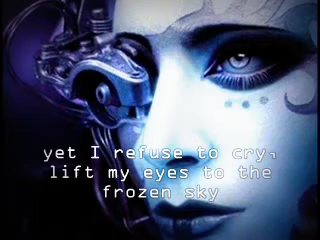 yet I refuse to cry,
lift my eyes to the
frozen sky